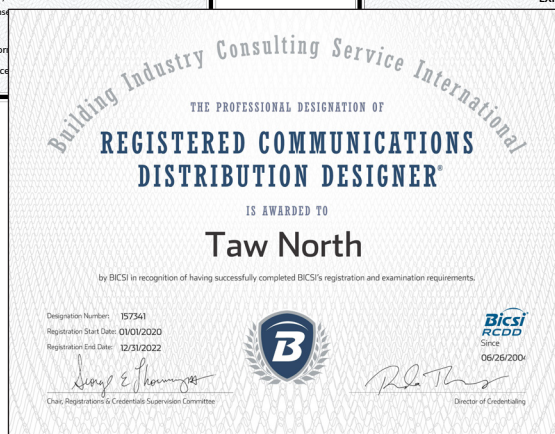 Building Industry Consulting Service International
THE PROFESSIONAL DESIGNATION OF
REGISTERED COMMUNICATIONS
DISTRIBUTION DESIGNER®
IS AWARDED TO
Taw North
by BICSI in recognition of having successfully completed BICSI's registration and examination requirements.
Designation Number: 157341
Registration Start Date: 01/01/2020
Registration End Date: 12/31/2022
B
Bicsi
RCDD
Since
06/26/200
Chair, Registrations & Credentials Supervision Committee
Director of Credentialing